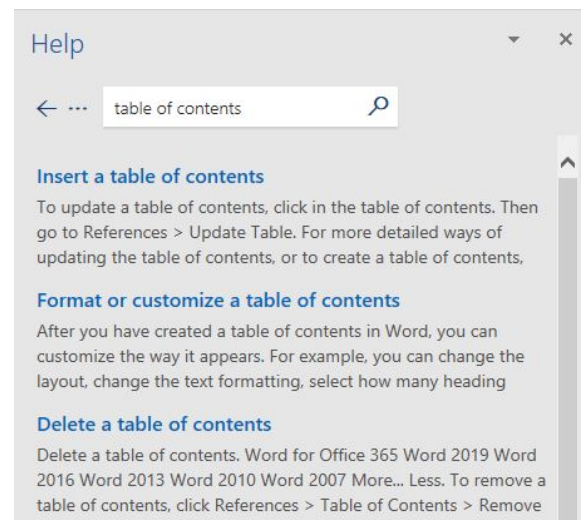 Help
table of contents
Insert a table of contents
To update a table of contents, click in the table of contents. Then
go to References > Update Table. For more detailed ways of
updating the table of contents, or to create a table of contents,
Format or customize a table of contents
After you have created a table of contents in Word, you can
customize the way it appears. For example, you can change the
layout, change the text formatting, select how many heading
Delete a table of contents
Delete a table of contents. Word for Office 365 Word 2019 Word
2016 Word 2013 Word 2010 Word 2007 More... Less. To remove a
table of contents, click References > Table of Contents > Remove